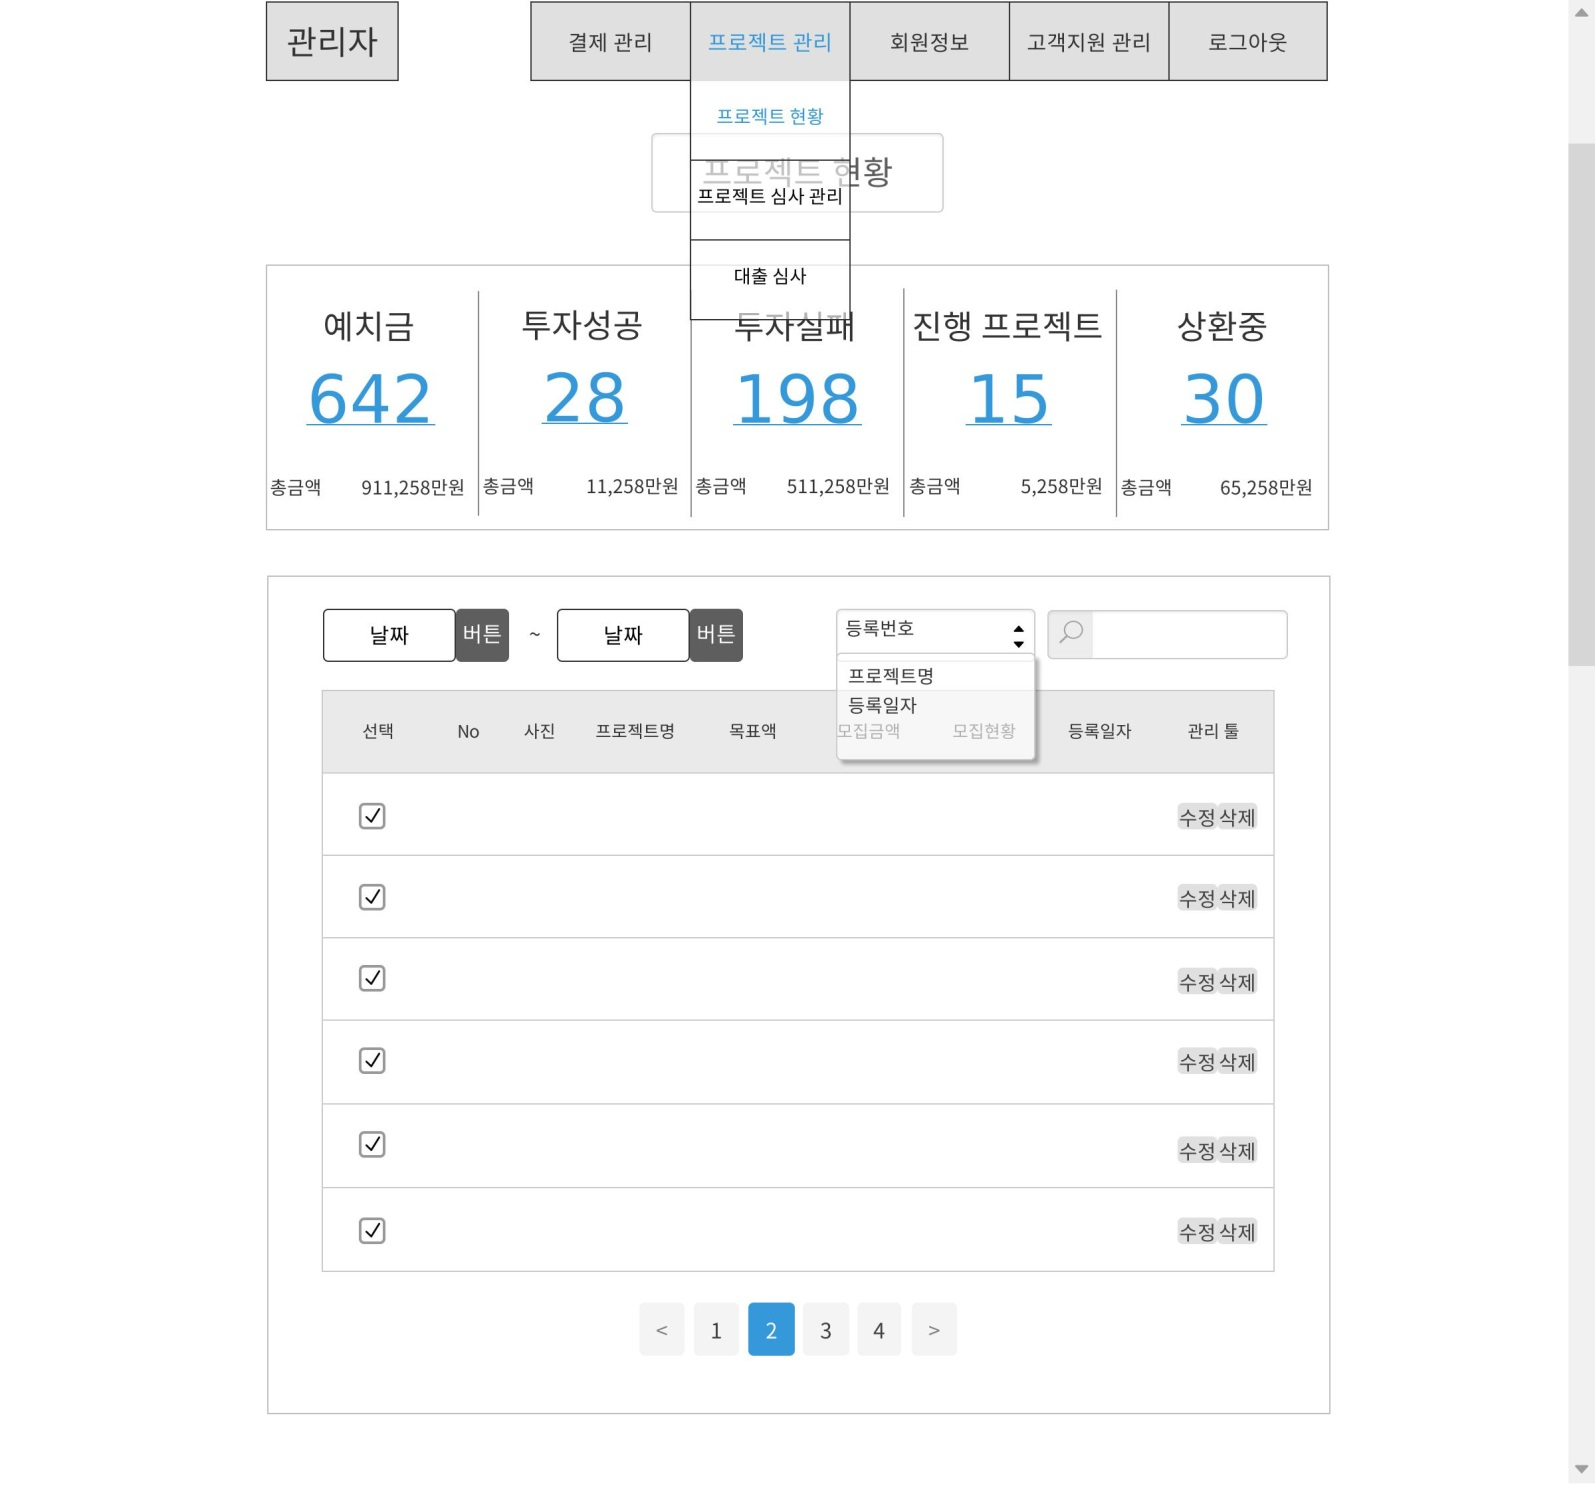 관리자
결제 관리 프로젝트 관리 회원정보 고객지원 관리 로그아웃
프로젝트 현황
프로젝트 현황
프로젝트 심사 관리
대출 심사
예치금 투자성공 투자실패 진행 프로젝트 상환중
642 28 198 15 30
총금액 911,258만원 총금액 11,258만원 총금액 511,258만원 총금액 5,258만원 총금액 65,258만원
날짜 버튼 ~ 날짜 버튼 등록번호
프로젝트명
등록일자
선택 No 사진 프로젝트명 목표액 모집금액 모집현황 등록일자 관리 툴
수정 삭제
수정 삭제
수정 삭제
수정 삭제
수정 삭제
수정 삭제
< 1 2 3 4 >